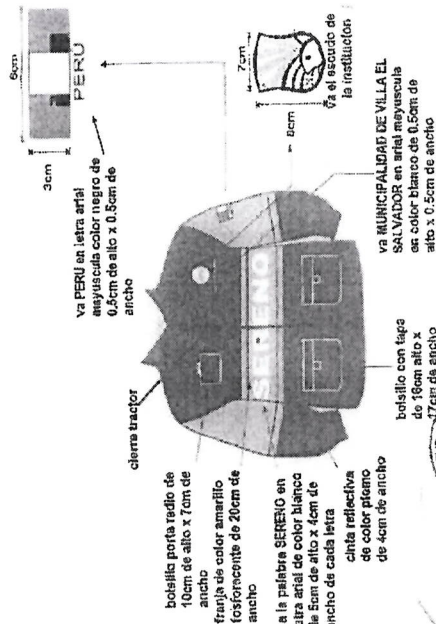 6cm
3cm
PERU
va PERU en letra arial
mayuscula color negro de
0.5cm de alto x 0.5cm de
ancho
7cm
8cm
va el escudo de
la institucion
cierre tractor
bolsillo porta radio de
10cm de alto x 7cm de
ancho
franja de color amarillo
fosforacente de 20cm de
ancho
a la palabra SERENO en
de color blanco
de alto x 4cm de
ancho de cada letra
cinta reflectiva
de color plomo
de 4cm de ancho
SERENO
bolsillo con tapa
de 16cm alto x
17cm de ancho
va MUNICIPALIDAD DE VILLA EL
SALVADOR en arial mayuscula
en color blanco de 0.5cm de
alto x 0.5cm de ancho